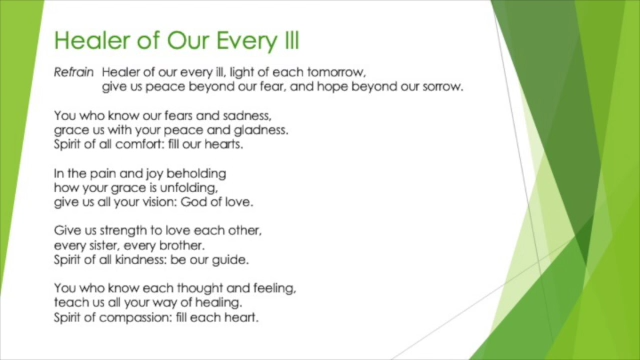 Healer of Our Every Ill
Refrain Healer of our every ill, light of each tomorrow,
give us peace beyond our fear, and hope beyond our sorrow.
You who know our fears and sadness,
grace us with your peace and gladness.
Spirit of all comfort: fill our hearts.
In the pain and joy beholding
how your grace is unfolding,
give us all your vision: God of love.
Give us strength to love each other,
every sister, every brother.
Spirit of all kindness: be our guide.
You who know each thought and feeling,
teach us all your way of healing.
Spirit of compassion: fill each heart.